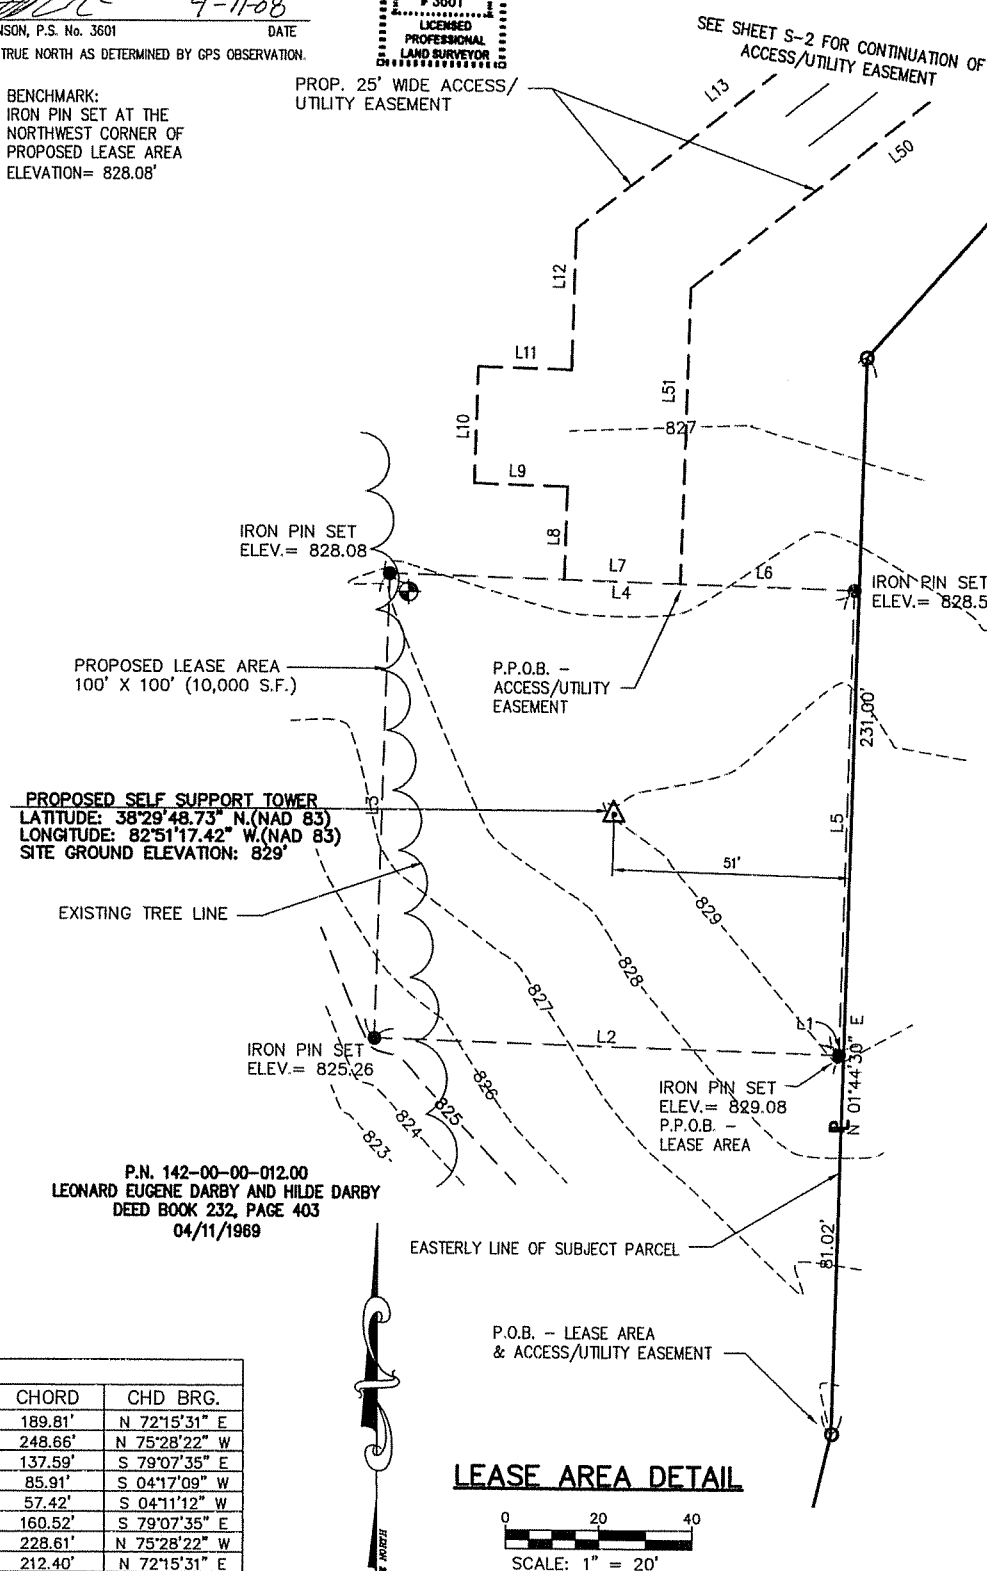 4-11-08
P.S. No. 3601
DATE
TRUE NORTH AS DETERMINED BY GPS OBSERVATION.
# 3601
LICENSED
PROFESSIONAL
LAND SURVEYOR
SEE SHEET S-2 FOR CONTINUATION OF
ACCESS/UTILITY EASEMENT
PROP. 25' WIDE ACCESS/
UTILITY EASEMENT
BENCHMARK:
IRON PIN SET AT THE
NORTHWEST CORNER OF
PROPOSED LEASE AREA
ELEVATION= 828.08'
L13
L50
L12
L11
L51
L10
827
L9
L8
IRON PIN SET
ELEV.= 828.08
L7
L4
L6
IRON PIN SET
ELEV.= 828.5
PROPOSED LEASE AREA
100' X 100' (10,000 S.F.)
P.P.O.B. -
ACCESS/UTILITY
EASEMENT
231.00'
PROPOSED SELF SUPPORT TOWER
LATITUDE: 38°29'48.73" N.(NAD 83)
LONGITUDE: 82°51'17.42" W.(NAD 83)
SITE GROUND ELEVATION: 829'
L3
L5
51'
EXISTING TREE LINE
829
828
827
826
825
824
823
L1
L2
IRON PIN SET
ELEV.= 825.26
IRON PIN SET
ELEV.= 829.08
P.P.O.B. -
LEASE AREA
N 01°44'30" E
P.N. 142-00-00-012.00
LEONARD EUGENE DARBY AND HILDE DARBY
DEED BOOK 232, PAGE 403
04/11/1969
EASTERLY LINE OF SUBJECT PARCEL
81.02'
P.O.B. - LEASE AREA
& ACCESS/UTILITY EASEMENT
CHORD CHD BRG.
189.81' N 72°15'31" E
248.66' N 75°28'22" W
137.59' S 79°07'35" E
85.91' S 04°17'09" W
57.42' S 04°11'12" W
160.52' S 79°07'35" E
228.61' N 75°28'22" W
212.40' N 72°15'31" E
NORTH
LEASE AREA DETAIL
0 20 40
SCALE: 1" = 20'